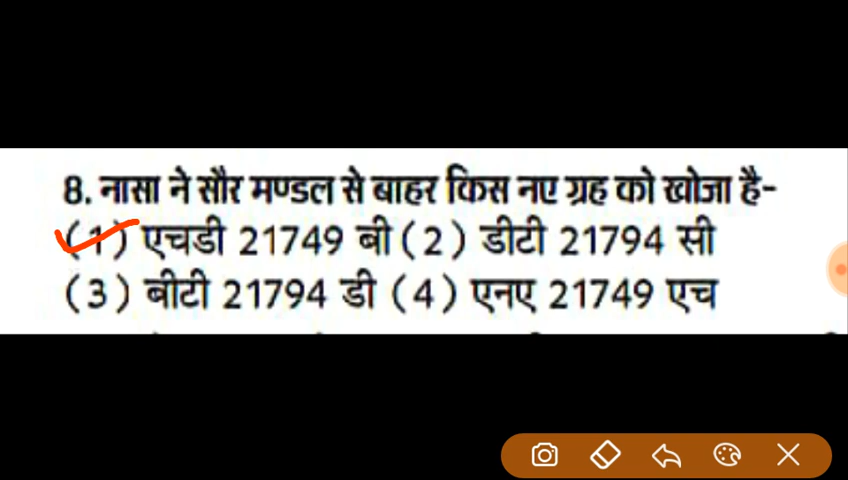 8. नासा ने सौर मण्डल से बाहर किस नए ग्रह को खोजा है-
(1) एचडी 21749 बी (2) डीटी 21794 सी
(3) बीटी 21794 डी (4) एनए 21749 एच